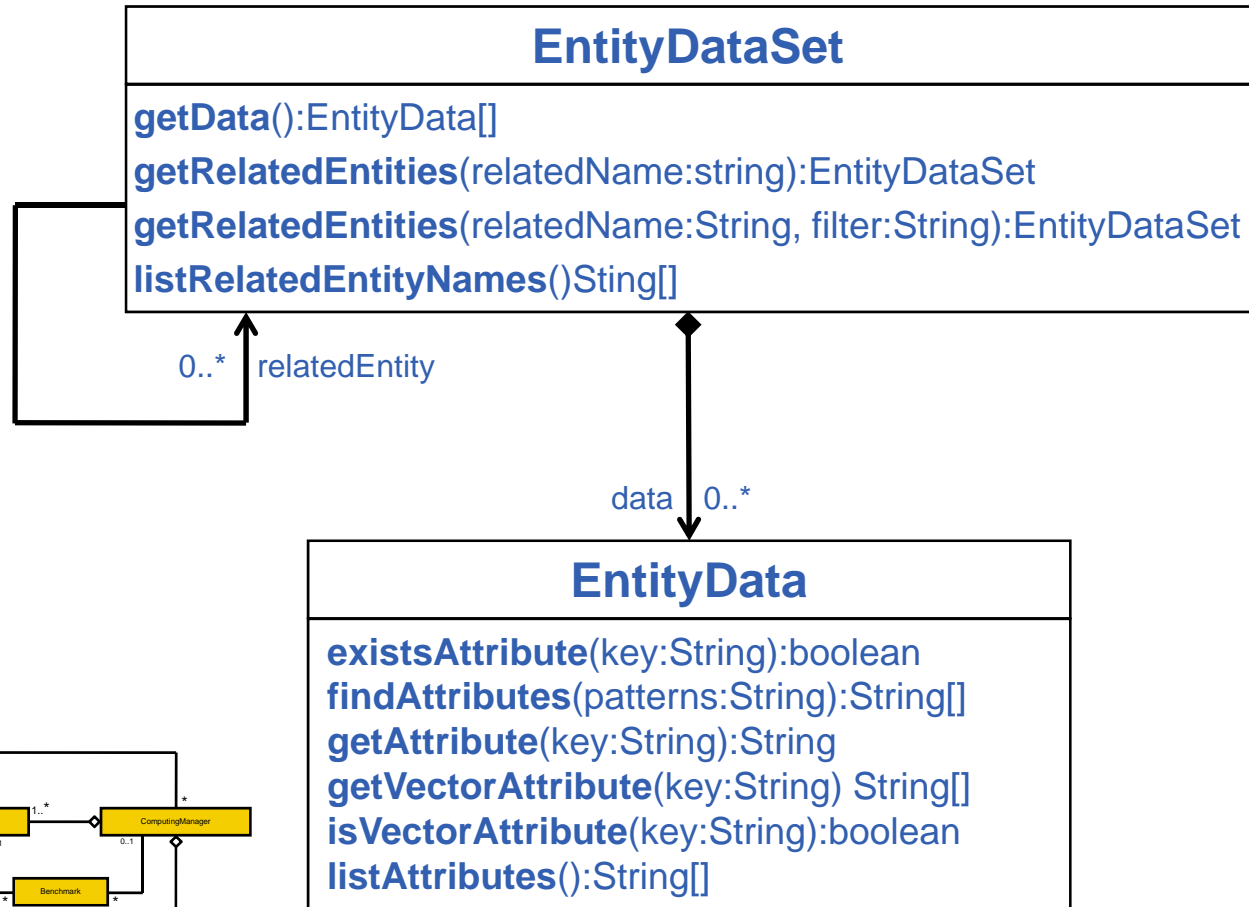 EntityDataSet
getData():EntityData[]
getRelatedEntities(relatedName:string):EntityDataSet
getRelatedEntities(relatedName:String, filter:String):EntityDataSet
listRelatedEntityNames()Sting[]
0..* relatedEntity
data 0..*
EntityData
existsAttribute(key:String):boolean
findAttributes(patterns:String):String[]
getAttribute(key:String):String
getVectorAttribute(key:String) String[]
isVectorAttribute(key:String):boolean
listAttributes():String[]
*
1..*
ComputingManager
0..1
Benchmark
* *